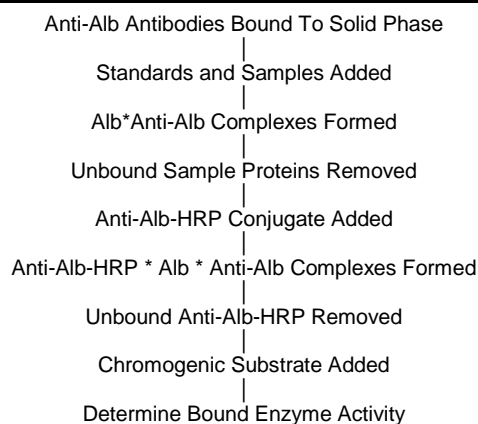 Anti-Alb Antibodies Bound To Solid Phase
Standards and Samples Added
Alb*Anti-Alb Complexes Formed
Unbound Sample Proteins Removed
Anti-Alb-HRP Conjugate Added
Anti-Alb-HRP * Alb * Anti-Alb Complexes Formed
Unbound Anti-Alb-HRP Removed
Chromogenic Substrate Added
Determine Bound Enzyme Activity